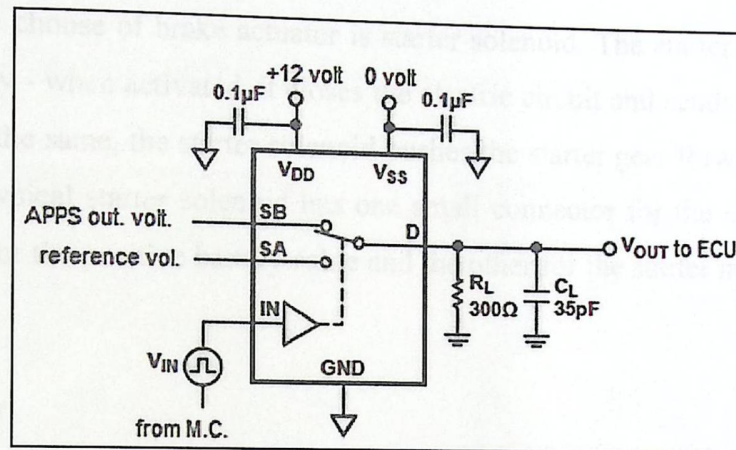 +12 volt
0 volt
0.1µF
0.1µF
VDD
VSS
APPS out. volt.
SB
D
VOUT to ECU
reference vol.
SA
RL
300Ω
CL
35pF
IN
VIN
GND
from M.C.